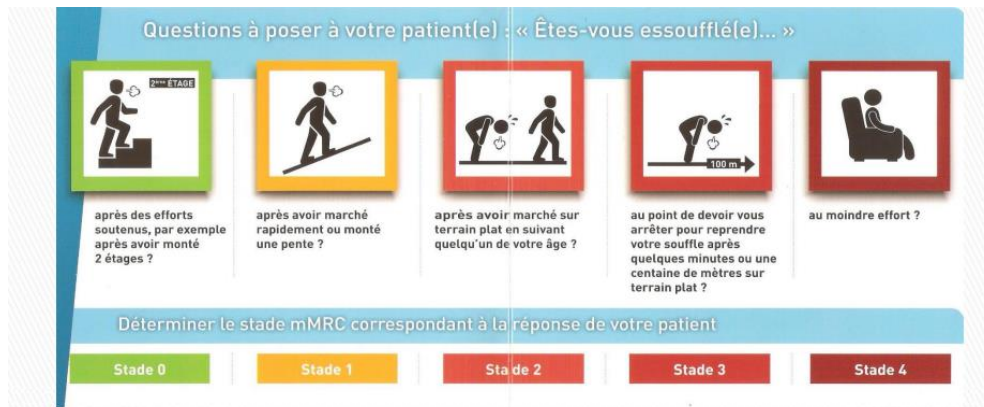 Questions à poser à votre patient(e) : « Êtes-vous essoufflé(e)... »
2ème ÉTAGE
100 m
après des efforts
soutenus, par exemple
après avoir monté
2 étages ?
après avoir marché
rapidement ou monté
une pente ?
après avoir marché sur
terrain plat en suivant
quelqu'un de votre âge ?
au point de devoir vous
arrêter pour reprendre
votre souffle après
quelques minutes ou une
centaine de mètres sur
terrain plat ?
au moindre effort ?
Déterminer le stade mMRC correspondant à la réponse de votre patient
Stade 0
Stade 1
Stade 2
Stade 3
Stade 4